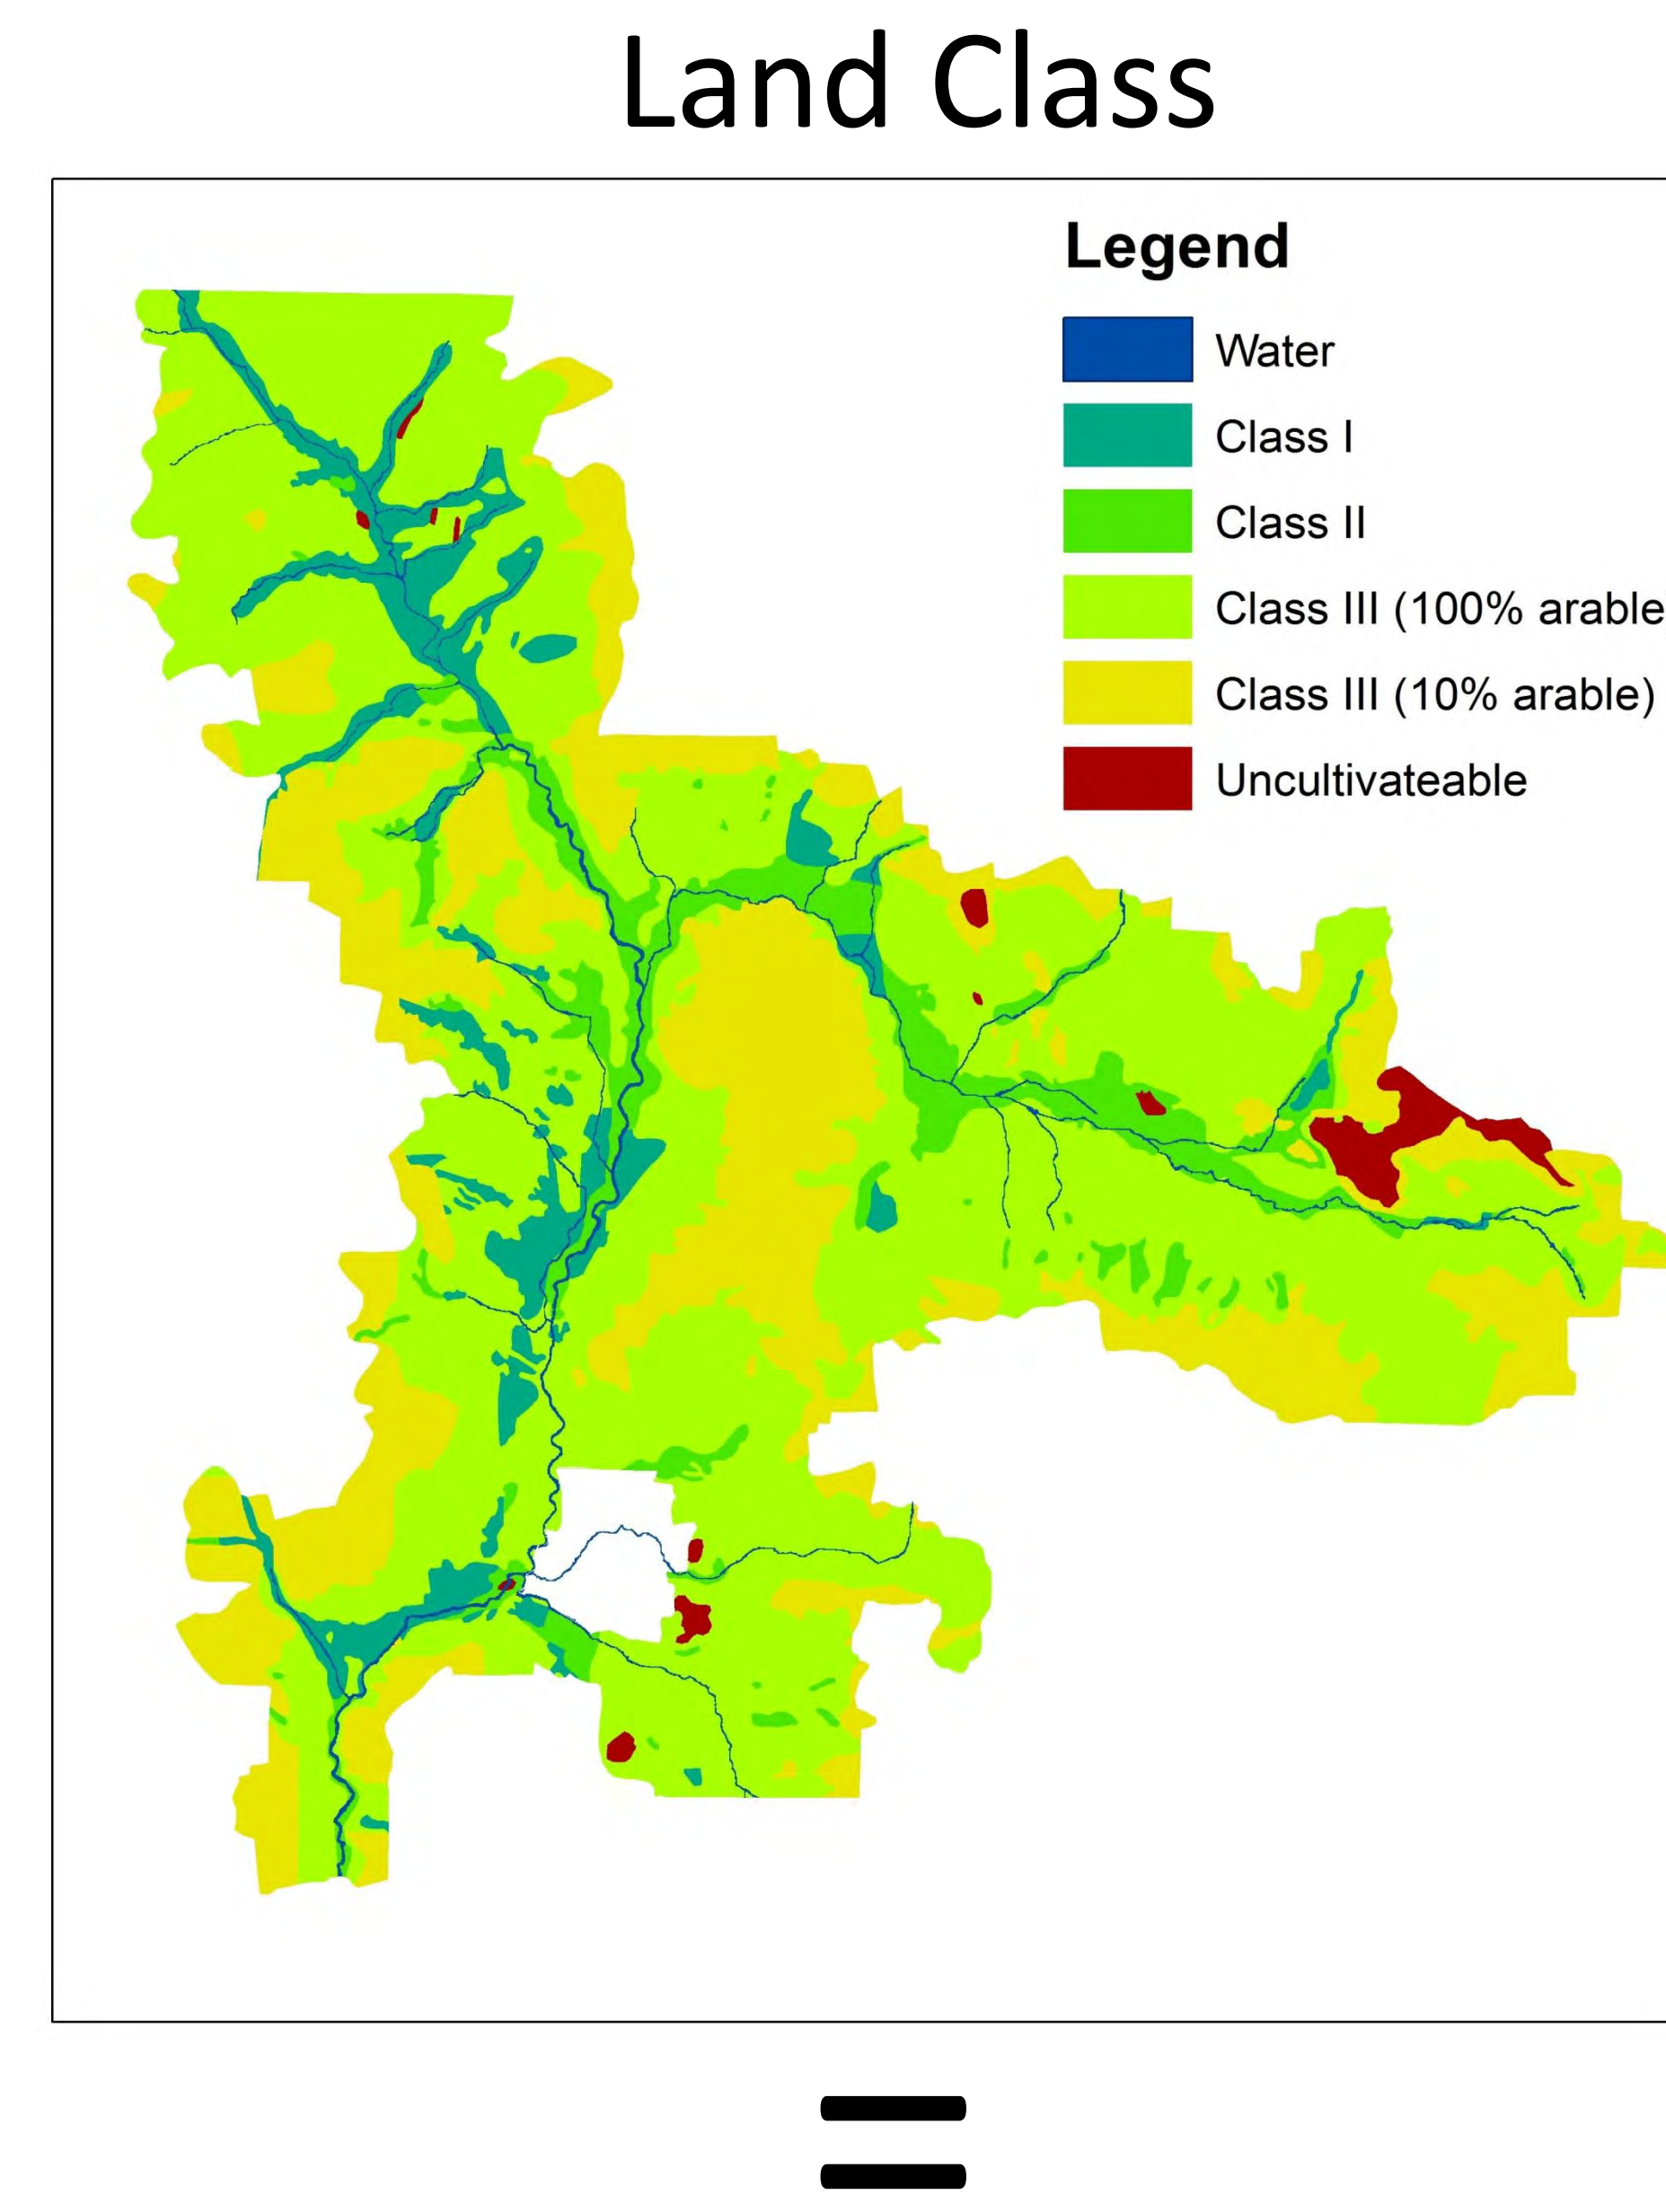 Land Class
Legend
Water
Class I
Class II
Class III (100% arable
Class III (10% arable)
Uncultivateable
=